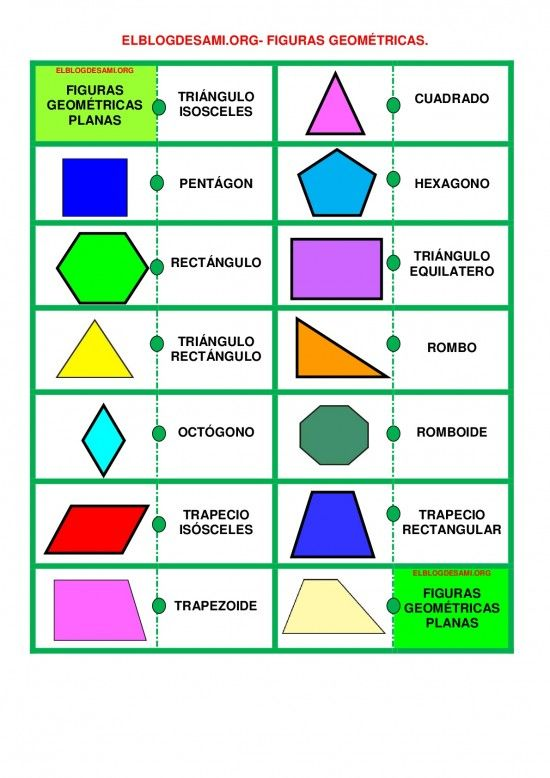 ELBLOGDESAMI.ORG- FIGURAS GEOMÉTRICAS.
ELBLOGDESAMI.ORG
FIGURAS
GEOMÉTRICAS
PLANAS
TRIÁNGULO
ISOSCELES
CUADRADO
PENTÁGON
HEXAGONO
RECTÁNGULO
TRIÁNGULO
EQUILATERO
TRIÁNGULO
RECTÁNGULO
ROMBO
OCTÓGONO
ROMBOIDE
TRAPECIO
ISÓSCELES
TRAPECIO
RECTANGULAR
TRAPEZOIDE
ELBLOGDESAMI.ORG
FIGURAS
GEOMÉTRICAS
PLANAS